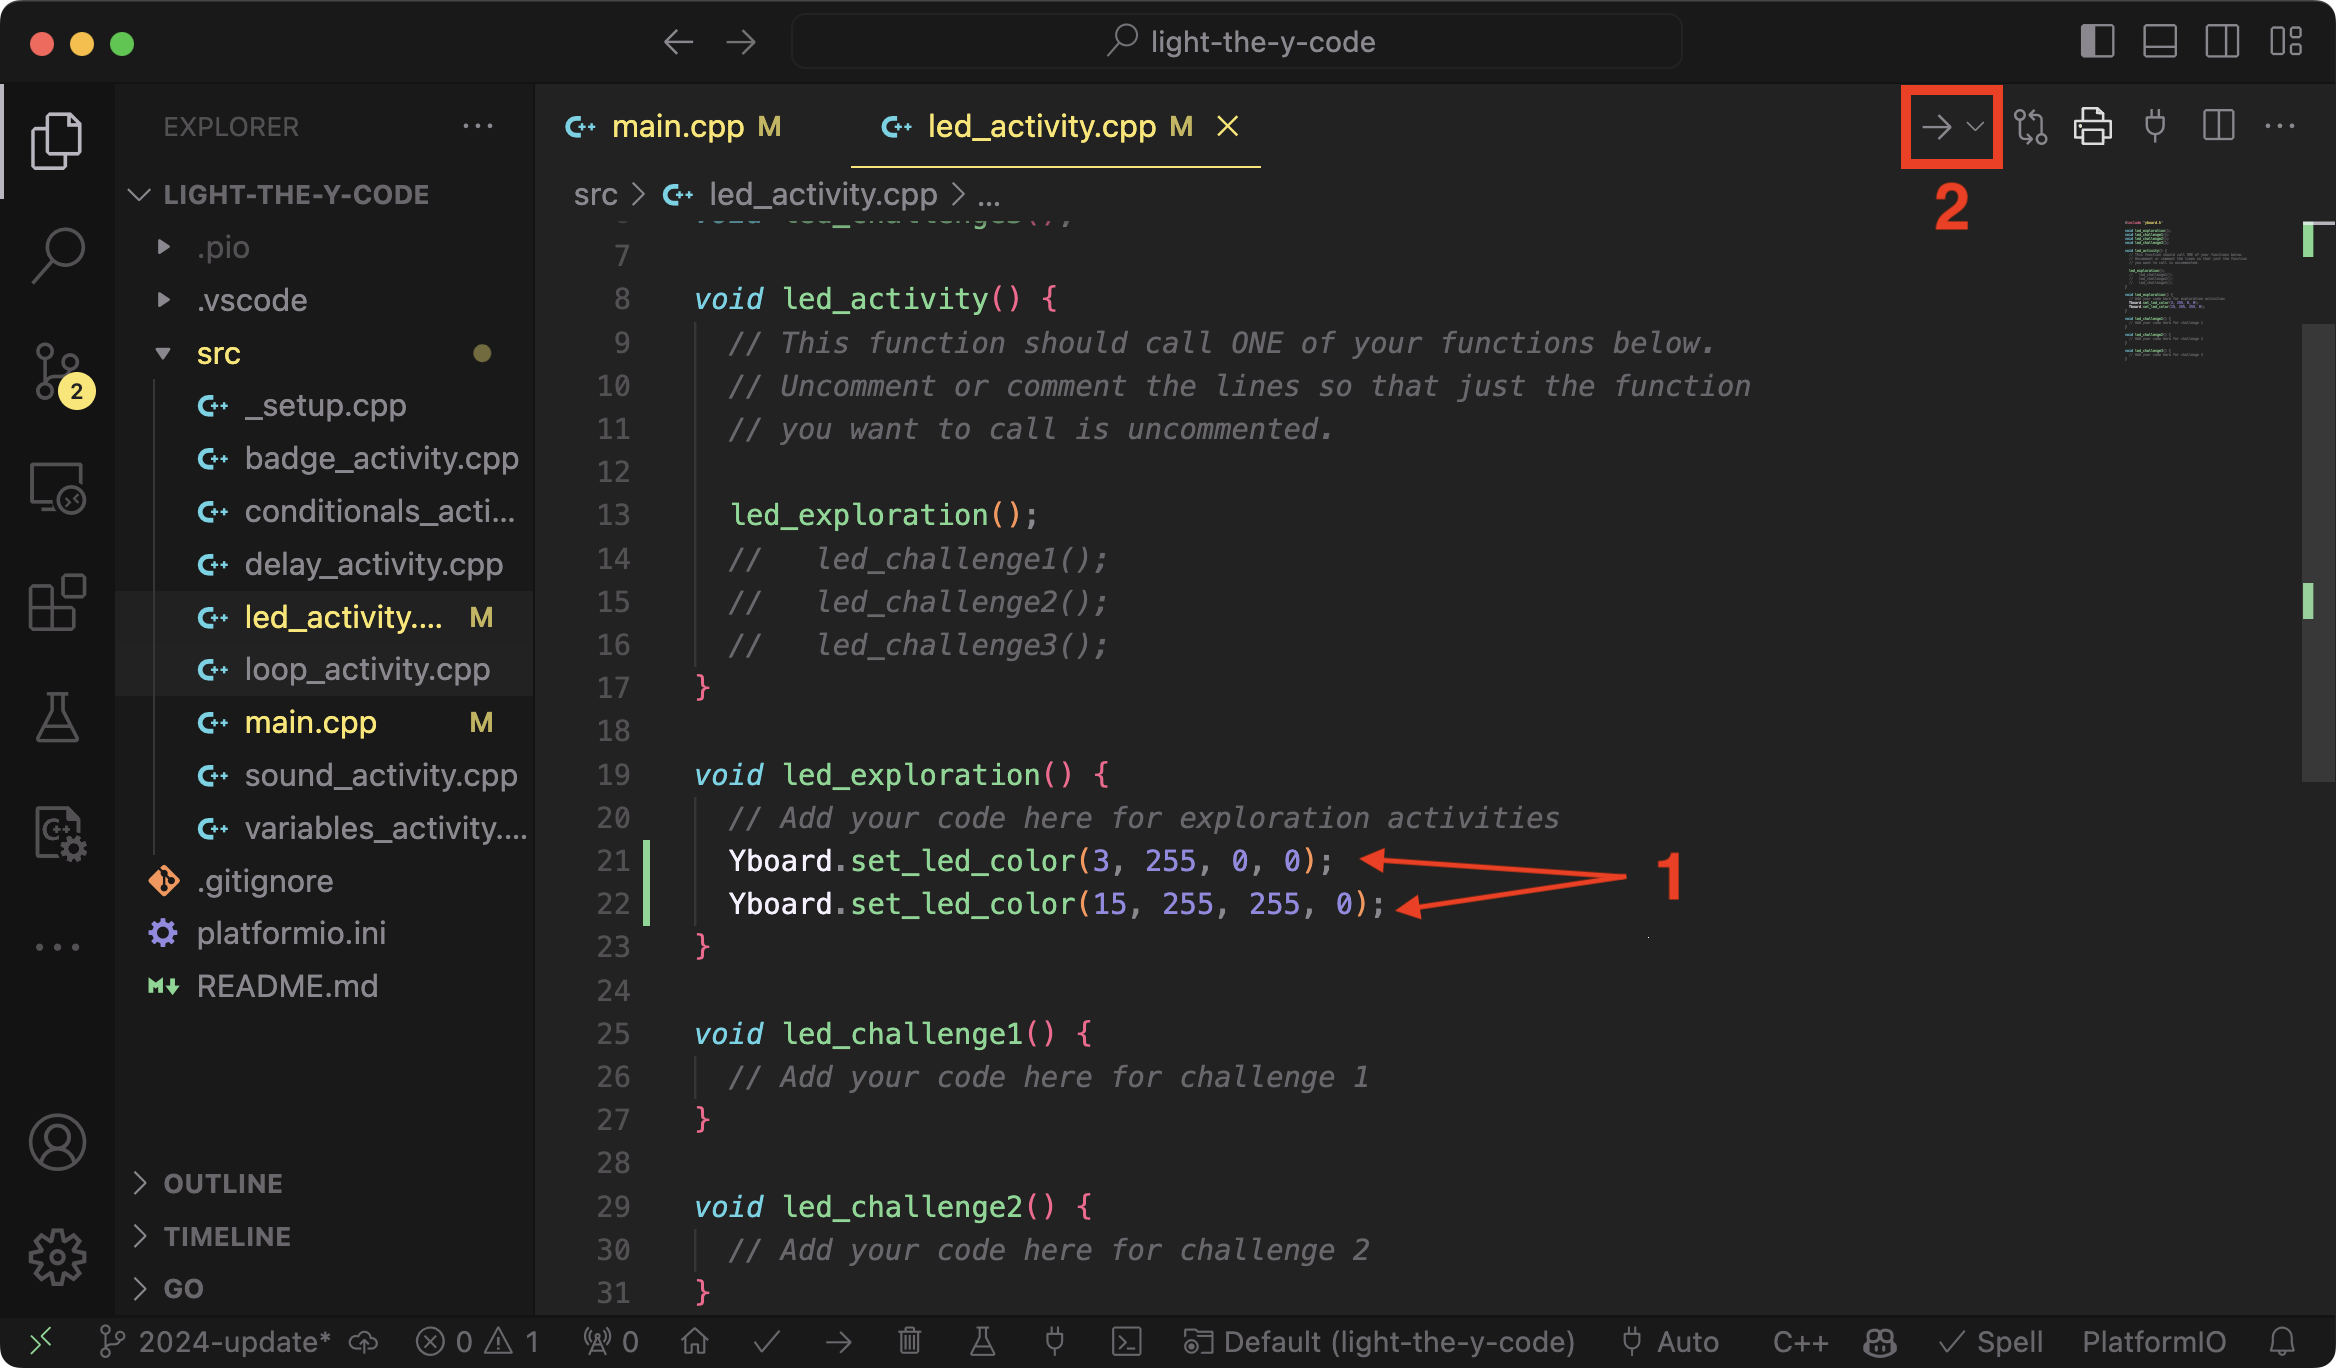 light-the-y-code
EXPLORER
LIGHT-THE-Y-CODE
.pio
.vscode
src
_setup.cpp
badge_activity.cpp
conditionals_acti...
delay_activity.cpp
led_activity.... M
loop_activity.cpp
main.cpp M
sound_activity.cpp
variables_activity....
.gitignore
platformio.ini
README.md
OUTLINE
TIMELINE
GO
2
main.cpp M
led_activity.cpp M
2
src > led_activity.cpp > ...
7
8 void led_activity() {
9 // This function should call ONE of your functions below.
10 // Uncomment or comment the lines so that just the function
11 // you want to call is uncommented.
12
13 led_exploration();
14 // led_challenge1();
15 // led_challenge2();
16 // led_challenge3();
17 }
18
19 void led_exploration() {
20 // Add your code here for exploration activities
21 Yboard.set_led_color(3, 255, 0, 0);
22 Yboard.set_led_color(15, 255, 255, 0);
1
23 }
24
25 void led_challenge1() {
26 // Add your code here for challenge 1
27 }
28
29 void led_challenge2() {
30 // Add your code here for challenge 2
31 }
2024-update* 0 1 0 Default (light-the-y-code) Auto C++ Spell PlatformIO